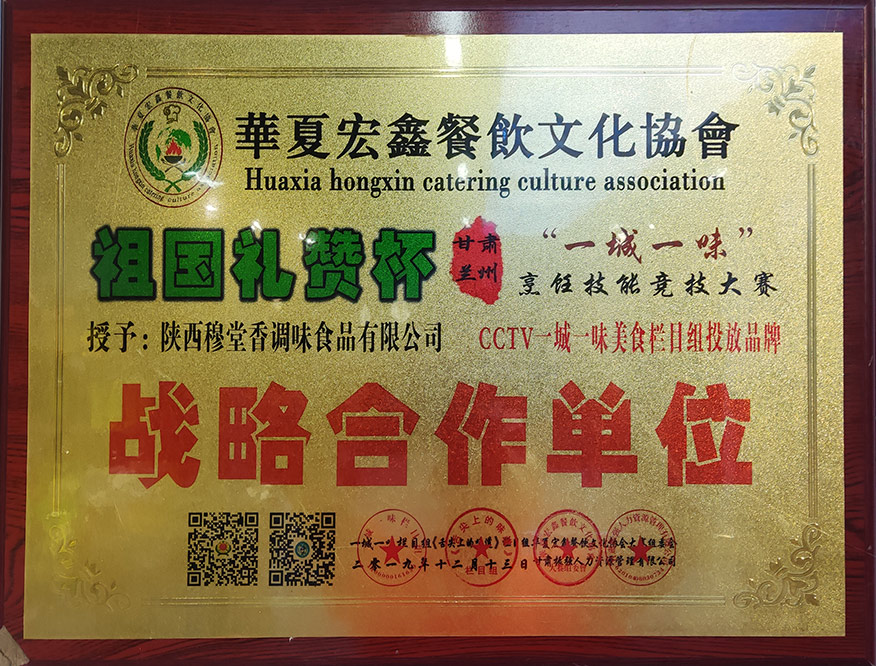 華夏宏鑫餐飲文化協會
Huaxia hongxin catering culture association
祖国礼赞杯
甘肃
兰州
“一城一味”
烹饪技能竞技大赛
授予：陕西穆堂香调味食品有限公司
CCTV一城一味美食栏目组投放品牌
战略合作单位
二零一九年十二月十三日